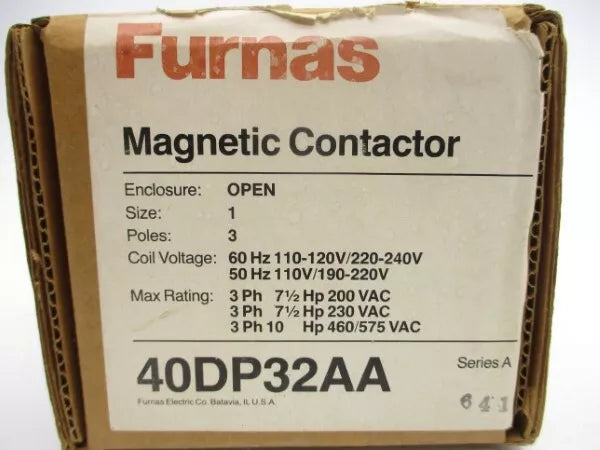 Furnas
Magnetic Contactor
Enclosure: OPEN
Size: 1
Poles: 3
Coil Voltage: 60 Hz 110-120V/220-240V
50 Hz 110V/190-220V
Max Rating: 3 Ph 7½ Hp 200 VAC
3 Ph 7½ Hp 230 VAC
3 Ph 10 Hp 460/575 VAC
40DP32AA Series A
Furnas Electric Co. Batavia, IL U.S.A. 641